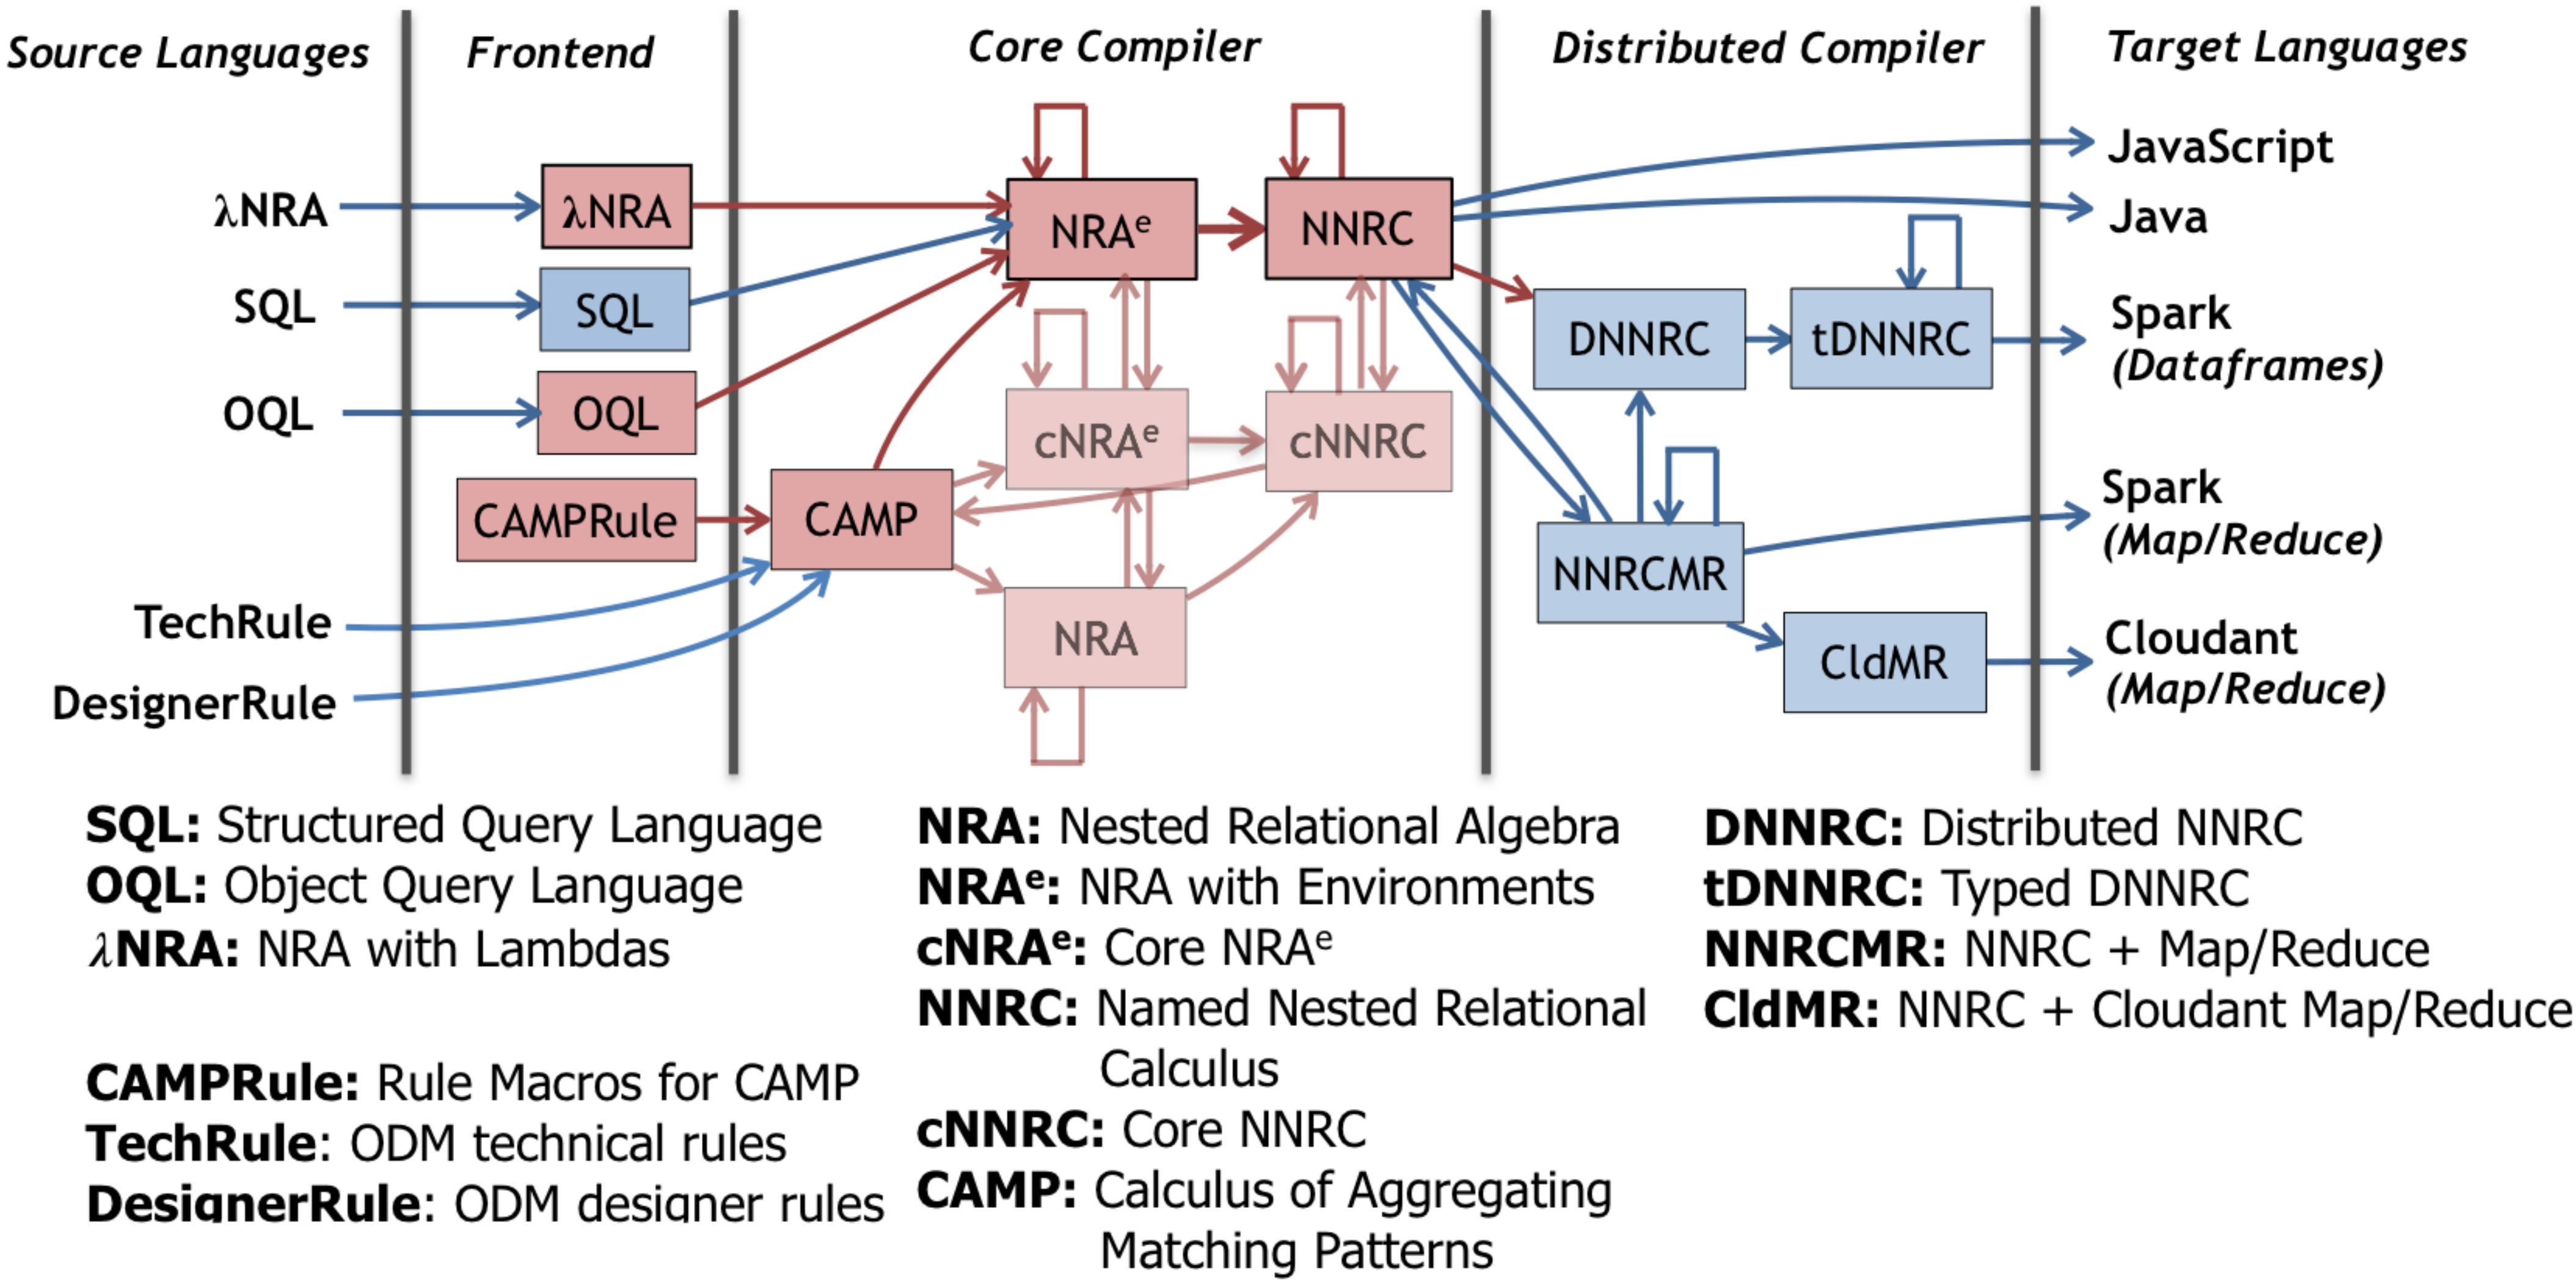 Source Languages
Frontend
Core Compiler
Distributed Compiler
Target Languages
λNRA
SQL
OQL
TechRule
DesignerRule
λNRA
SQL
OQL
CAMPRule
CAMP
NRAᵉ
NNRC
cNRAᵉ
cNNRC
NRA
DNNRC
tDNNRC
NNRCMR
CldMR
JavaScript
Java
Spark
(Dataframes)
Spark
(Map/Reduce)
Cloudant
(Map/Reduce)
SQL: Structured Query Language
OQL: Object Query Language
λNRA: NRA with Lambdas
CAMPRule: Rule Macros for CAMP
TechRule: ODM technical rules
DesignerRule: ODM designer rules
NRA: Nested Relational Algebra
NRAᵉ: NRA with Environments
cNRAᵉ: Core NRAᵉ
NNRC: Named Nested Relational
Calculus
cNNRC: Core NNRC
CAMP: Calculus of Aggregating
Matching Patterns
DNNRC: Distributed NNRC
tDNNRC: Typed DNNRC
NNRCMR: NNRC + Map/Reduce
CldMR: NNRC + Cloudant Map/Reduce